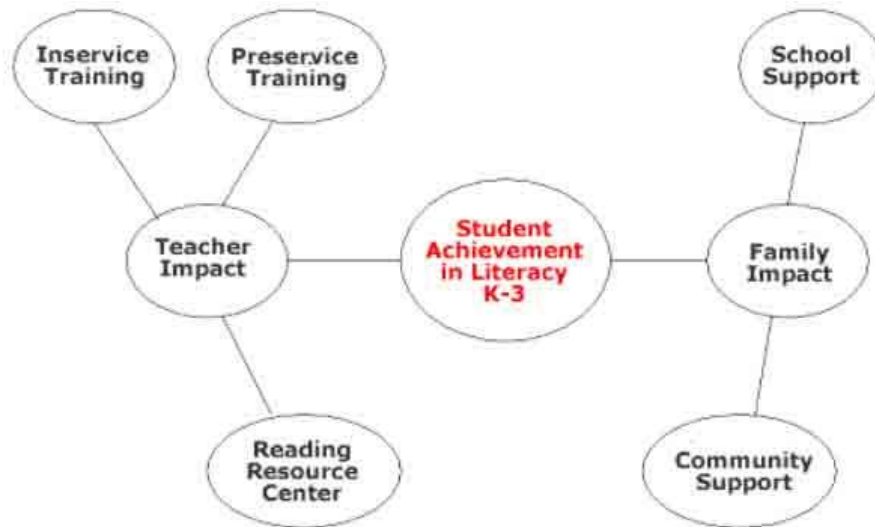 Inservice
Training
Preservice
Training
School
Support
Teacher
Impact
Student
Achievement
in Literacy
K-3
Family
Impact
Reading
Resource
Center
Community
Support